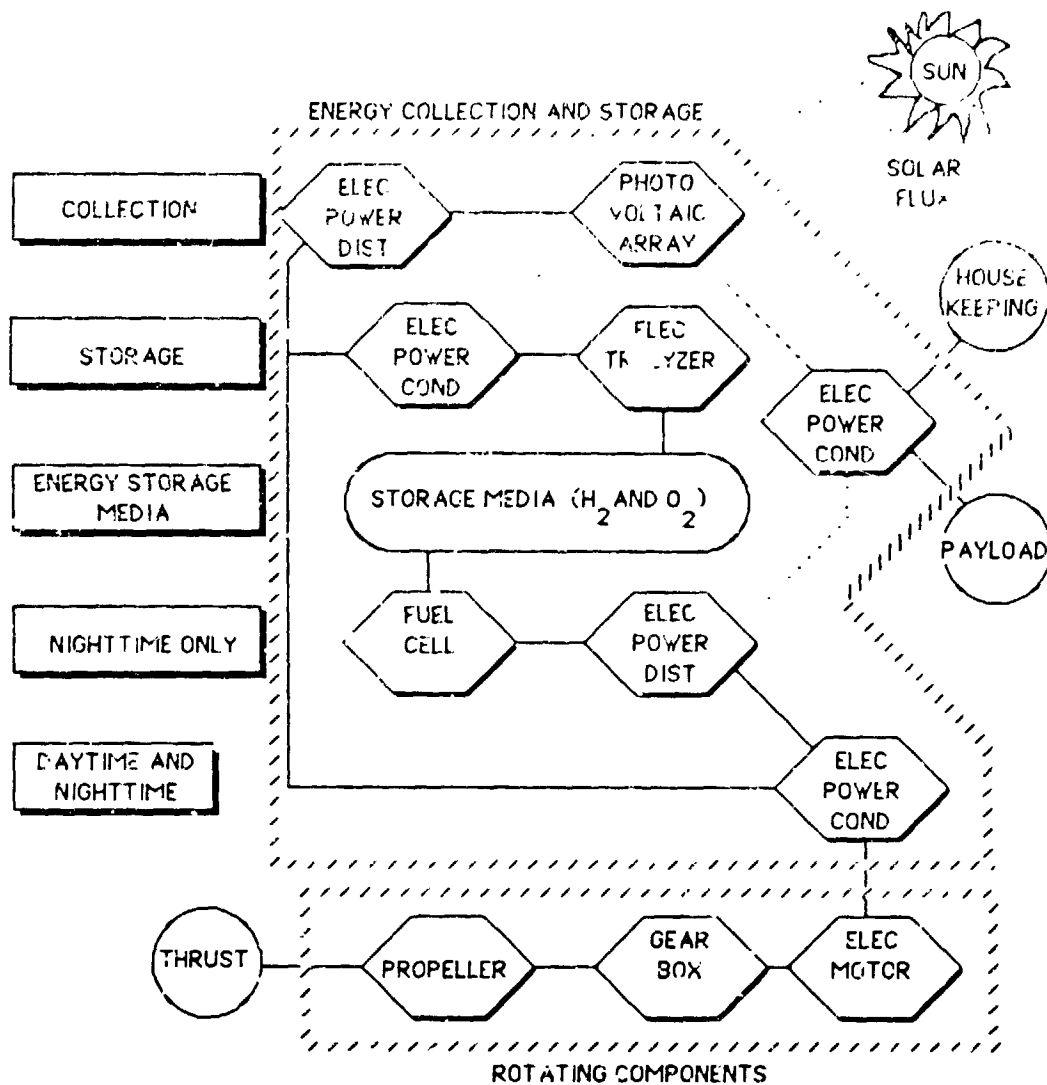 SUN
ENERGY COLLECTION AND STORAGE
SOLAR
FLUX
COLLECTION
ELEC
POWER
DIST
PHOTO
VOLTAIC
ARRAY
HOUSE
KEEPING
STORAGE
ELEC
POWER
COND
ELEC
ELEC
POWER
COND
ENERGY STORAGE
MEDIA
STORAGE MEDIA (H2 AND O2)
PAYLOAD
NIGHTTIME ONLY
FUEL
CELL
ELEC
POWER
DIST
DAYTIME AND
NIGHTTIME
ELEC
POWER
COND
THRUST
PROPELLER
GEAR
BOX
ELEC
MOTOR
ROTATING COMPONENTS